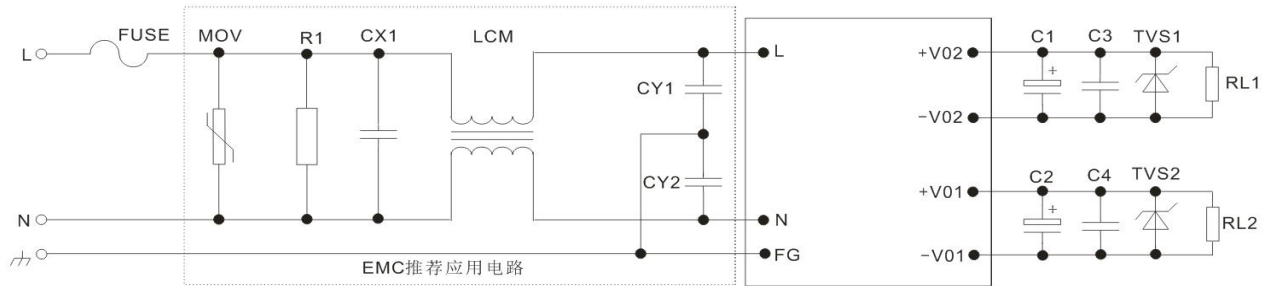 FUSE MOV R1 CX1 LCM
L
CY1
CY2
N
EMC推荐应用电路
L
N
FG
+V02
-V02
+V01
-V01
C1 C3 TVS1
+
RL1
C2 C4 TVS2
+
RL2